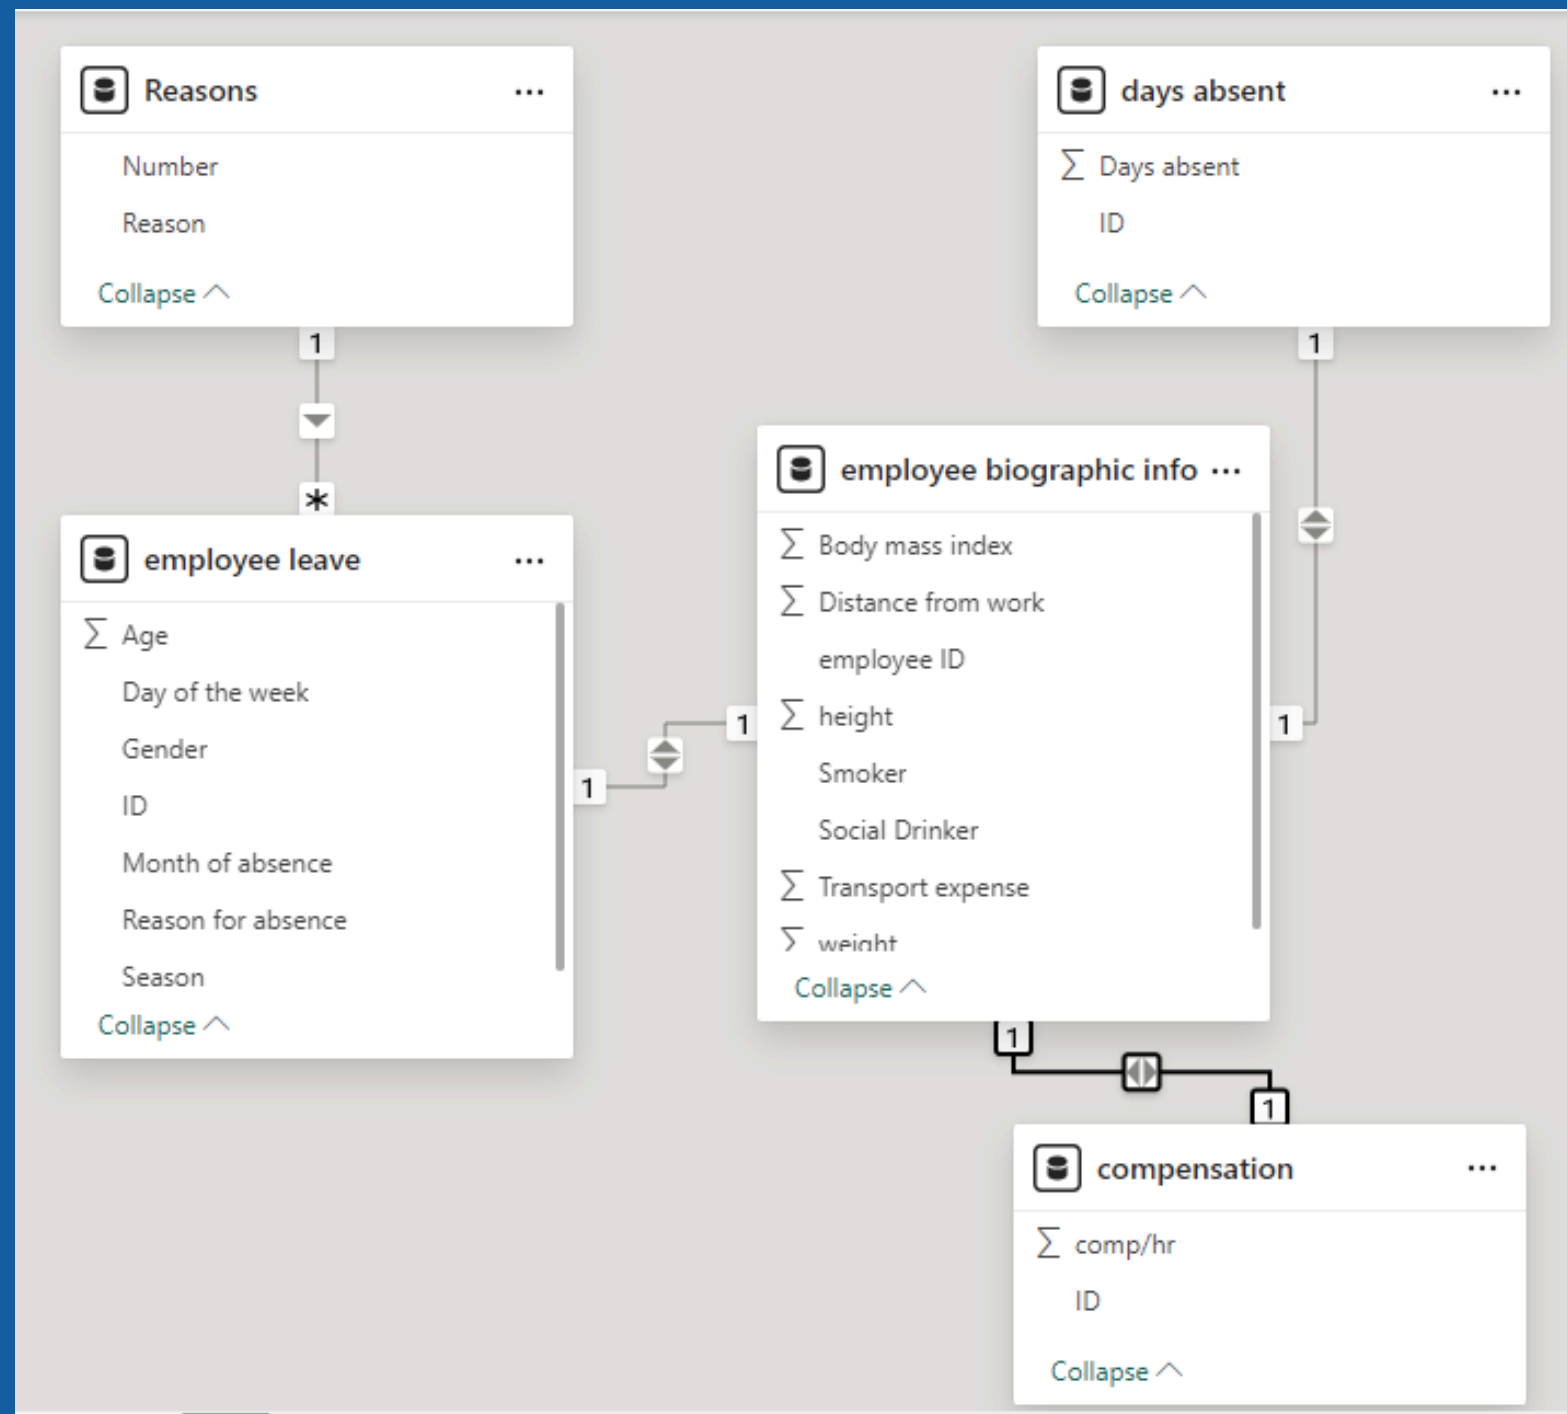 Reasons
Number
Reason
Collapse
1
*
employee leave
Age
Day of the week
Gender
ID
Month of absence
Reason for absence
Season
Collapse
1
1
employee biographic info
Body mass index
Distance from work
employee ID
height
Smoker
Social Drinker
Transport expense
weight
Collapse
days absent
Days absent
ID
Collapse
1
1
1
1
compensation
comp/hr
ID
Collapse